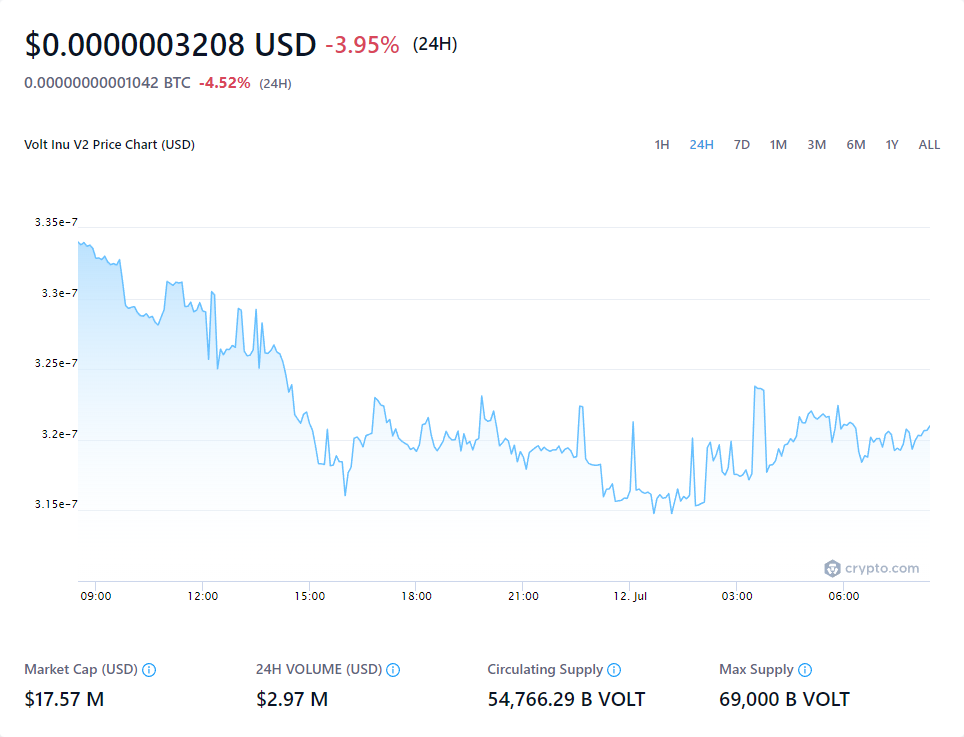 $0.0000003208 USD -3.95% (24H)
0.00000000001042 BTC -4.52% (24H)
Volt Inu V2 Price Chart (USD) 1H 24H 7D 1M 3M 6M 1Y ALL
3.35e-7
3.3e-7
3.25e-7
3.2e-7
3.15e-7
crypto.com
09:00 12:00 15:00 18:00 21:00 12. Jul 03:00 06:00
Market Cap (USD) 24H VOLUME (USD) Circulating Supply Max Supply
$17.57 M $2.97 M 54,766.29 B VOLT 69,000 B VOLT